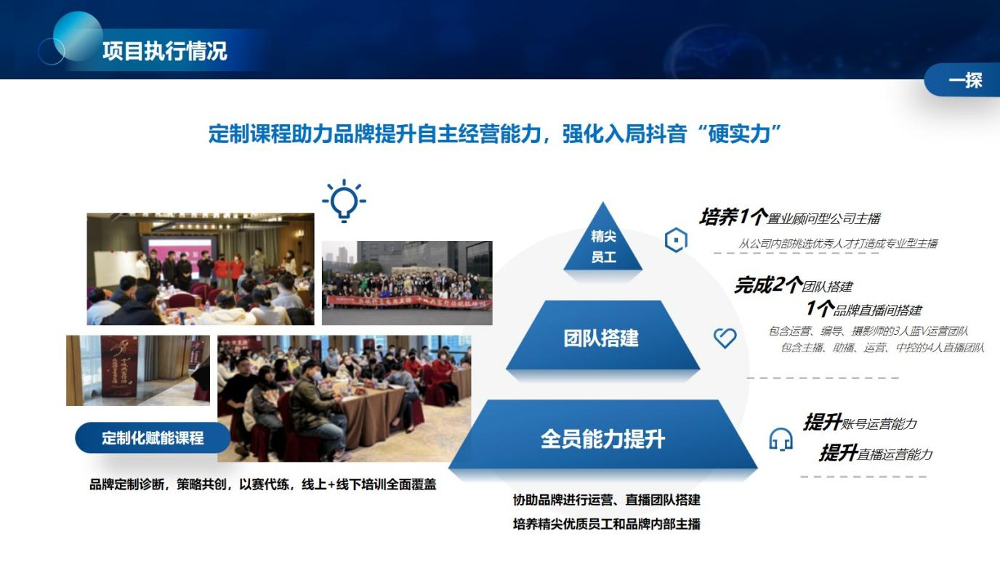 项目执行情况
一探
定制课程助力品牌提升自主经营能力，强化入局抖音“硬实力”
定制化赋能课程
品牌定制诊断，策略共创，以赛代练，线上+线下培训全面覆盖
精尖
员工
团队搭建
全员能力提升
协助品牌进行运营、直播团队搭建
培养精尖优质员工和品牌内部主播
培养1个置业顾问型公司主播
从公司内部挑选优秀人才打造成专业型主播
完成2个团队搭建
1个品牌直播间搭建
包含运营、编导、摄影师的3人蓝V运营团队
包含主播、助播、运营、中控的4人直播团队
提升账号运营能力
提升直播运营能力